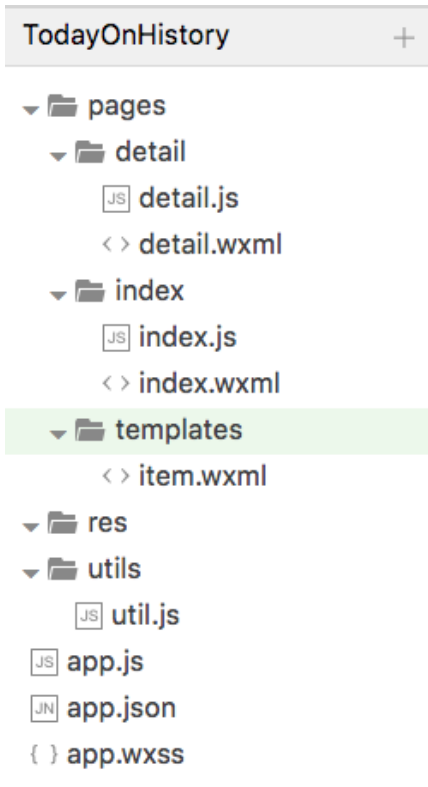 TodayOnHistory +
pages
detail
JS detail.js
<> detail.wxml
index
JS index.js
<> index.wxml
templates
<> item.wxml
res
utils
JS util.js
JS app.js
JN app.json
{ } app.wxss